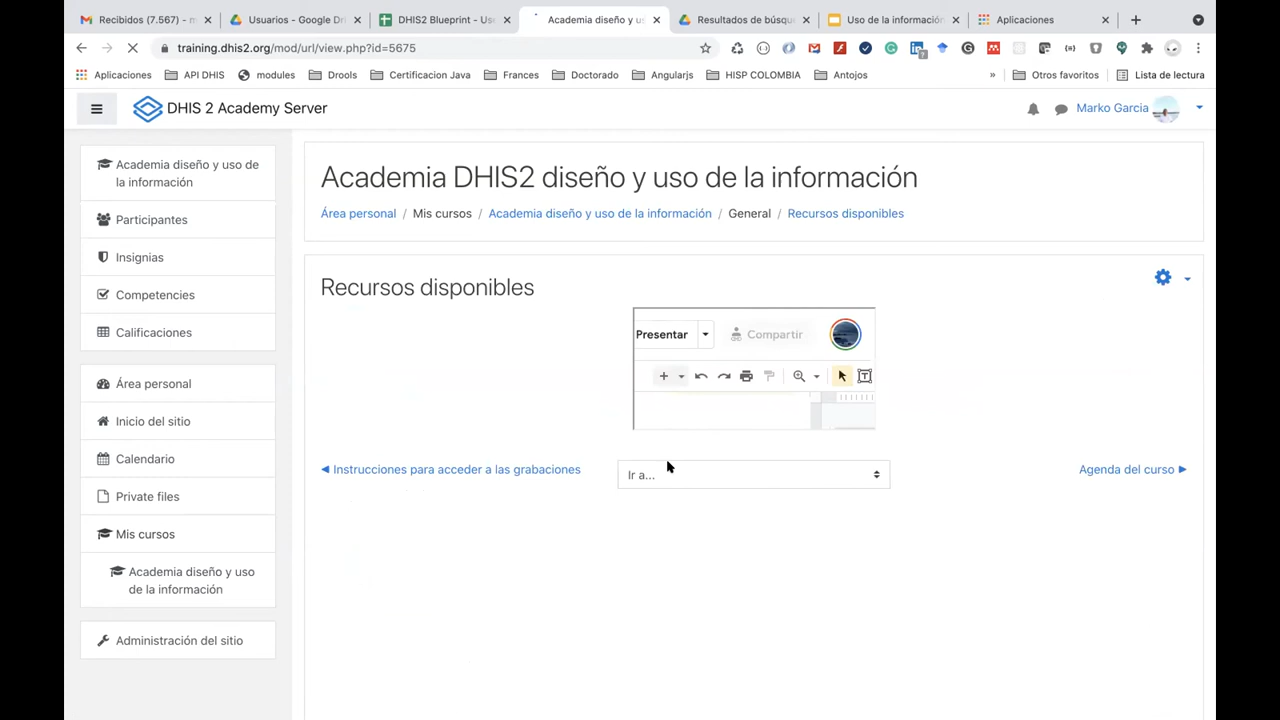 Recibidos (7.567) - m
Usuarios - Google Dri
DHIS2 Blueprint - Use
Academia diseño y us
Resultados de búsqu
Uso de la información
Aplicaciones
training.dhis2.org/mod/url/view.php?id=5675
Aplicaciones
API DHIS
modules
Drools
Certificacion Java
Frances
Doctorado
Angularjs
HISP COLOMBIA
Antojos
»
Otros favoritos
Lista de lectura
DHIS 2 Academy Server
Marko Garcia
Academia diseño y uso de
la información
Participantes
Insignias
Competencies
Calificaciones
Área personal
Inicio del sitio
Calendario
Private files
Mis cursos
Academia diseño y uso
de la información
Administración del sitio
Academia DHIS2 diseño y uso de la información
Área personal / Mis cursos / Academia diseño y uso de la información / General / Recursos disponibles
Recursos disponibles
Presentar
Compartir
Instrucciones para acceder a las grabaciones
Ir a...
Agenda del curso